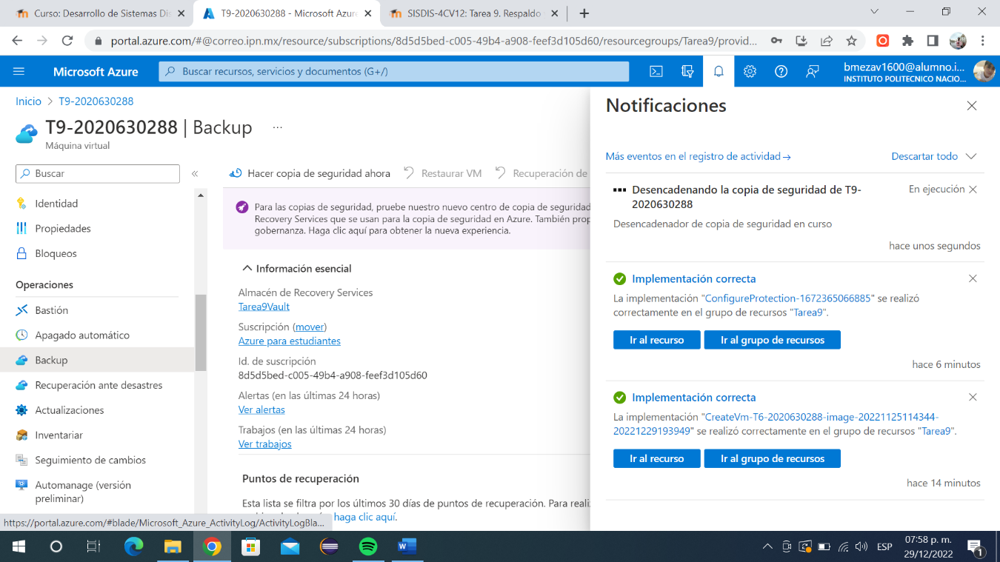 Curso: Desarrollo de Sistemas Dis
T9-2020630288 - Microsoft Azure
SISDIS-4CV12: Tarea 9. Respaldo
portal.azure.com/#@correo.ipn.mx/resource/subscriptions/8d5d5bed-c005-49b4-a908-feef3d105d60/resourcegroups/Tarea9/provid...
Microsoft Azure
Buscar recursos, servicios y documentos (G+/)
bmezav1600@alumno.i...
INSTITUTO POLITECNICO NACIO...
Inicio > T9-2020630288
T9-2020630288 | Backup ...
Máquina virtual
Buscar
«
Identidad
Propiedades
Bloqueos
Operaciones
Bastión
Apagado automático
Backup
Recuperación ante desastres
Actualizaciones
Inventariar
Seguimiento de cambios
Automanage (versión
preliminar)
Hacer copia de seguridad ahora
Restaurar VM
Recuperación de
Para las copias de seguridad, pruebe nuestro nuevo centro de copia de seguridad
Recovery Services que se usan para la copia de seguridad en Azure. También prop
gobernanza. Haga clic aquí para obtener la nueva experiencia.
Información esencial
Almacén de Recovery Services
Tarea9Vault
Suscripción (mover)
Azure para estudiantes
Id. de suscripción
8d5d5bed-c005-49b4-a908-feef3d105d60
Alertas (en las últimas 24 horas)
Ver alertas
Trabajos (en las últimas 24 horas)
Ver trabajos
Puntos de recuperación
Esta lista se filtra por los últimos 30 días de puntos de recuperación. Para reali
haga clic aquí.
Notificaciones
Más eventos en el registro de actividad →
Descartar todo
Desencadenando la copia de seguridad de T9-
2020630288
En ejecución
Desencadenador de copia de seguridad en curso
hace unos segundos
Implementación correcta
La implementación "ConfigureProtection-1672365066885" se realizó
correctamente en el grupo de recursos "Tarea9".
Ir al recurso
Ir al grupo de recursos
hace 6 minutos
Implementación correcta
La implementación "CreateVm-T6-2020630288-image-20221125114344-
20221229193949" se realizó correctamente en el grupo de recursos "Tarea9".
Ir al recurso
Ir al grupo de recursos
hace 14 minutos
https://portal.azure.com/#blade/Microsoft_Azure_ActivityLog/ActivityLogBla...
ESP
07:58 p. m.
29/12/2022
1